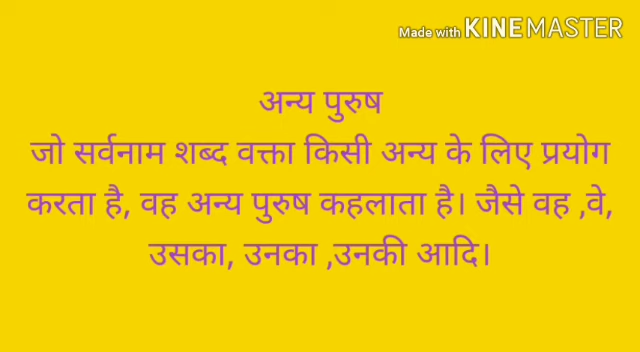 Made with KINEMASTER
अन्य पुरुष
जो सर्वनाम शब्द वक्ता किसी अन्य के लिए प्रयोग
करता है, वह अन्य पुरुष कहलाता है। जैसे वह ,वे,
उसका, उनका ,उनकी आदि।